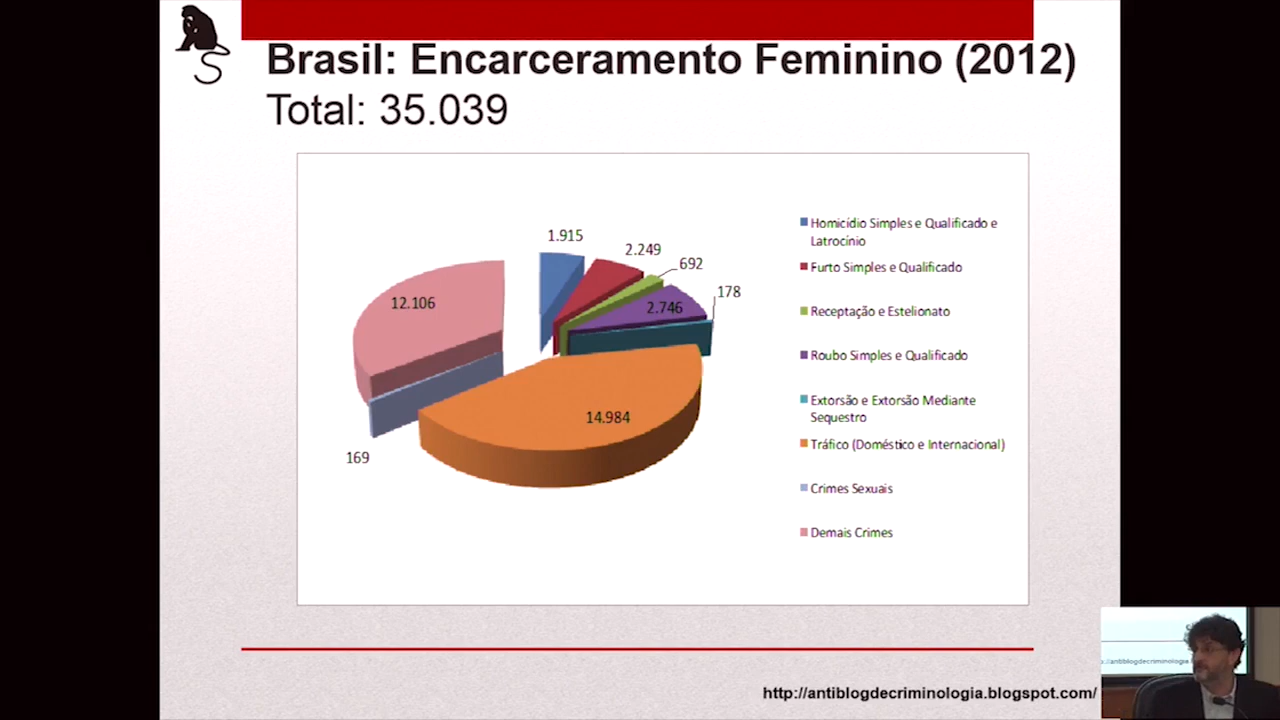 Brasil: Encarceramento Feminino (2012)
Total: 35.039
1.915
2.249
692
178
2.746
12.106
14.984
169
Homicídio Simples e Qualificado e
Latrocínio
Furto Simples e Qualificado
Receptação e Estelionato
Roubo Simples e Qualificado
Extorsão e Extorsão Mediante
Sequestro
Tráfico (Doméstico e Internacional)
Crimes Sexuais
Demais Crimes
http://antiblogdecriminologia.blogspot.com/